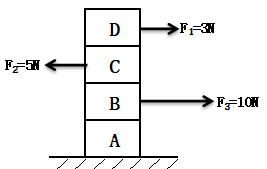 D F₁=3N
F₂=5N C
B F₃=10N
A